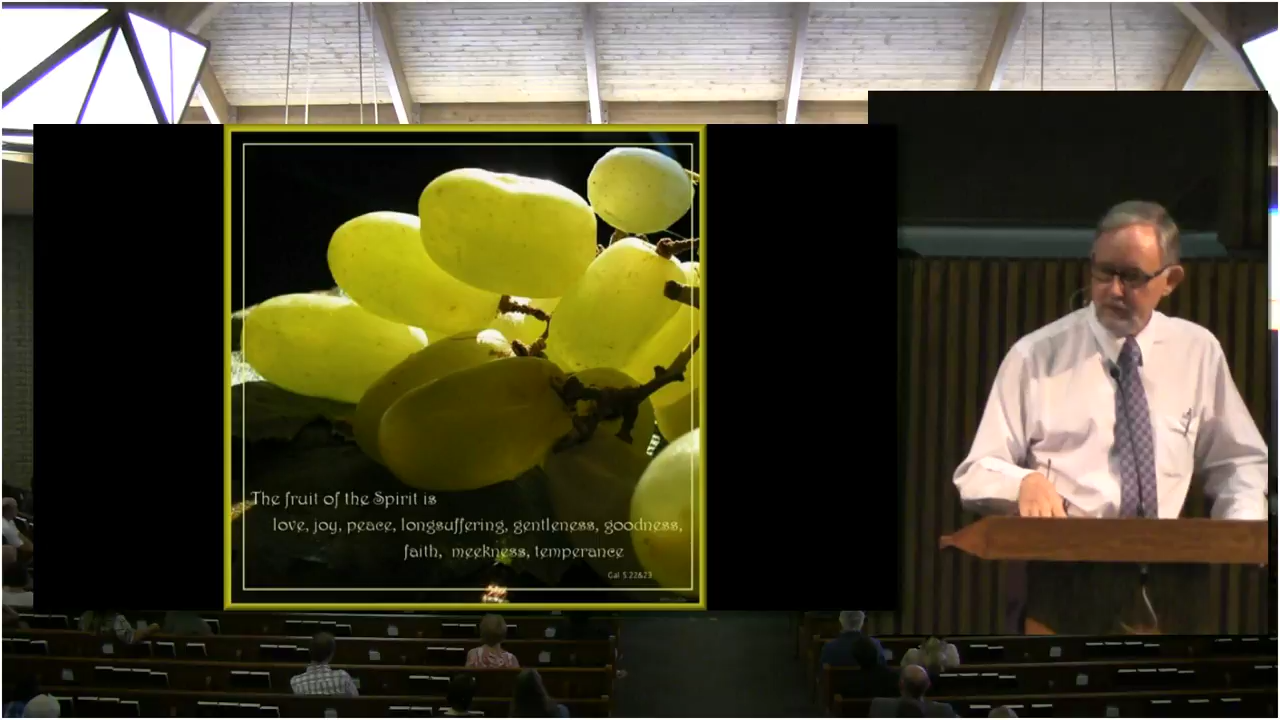 The fruit of the Spirit is
love, joy, peace, longsuffering, gentleness, goodness,
faith, meekness, temperance
Gal 5:22&23